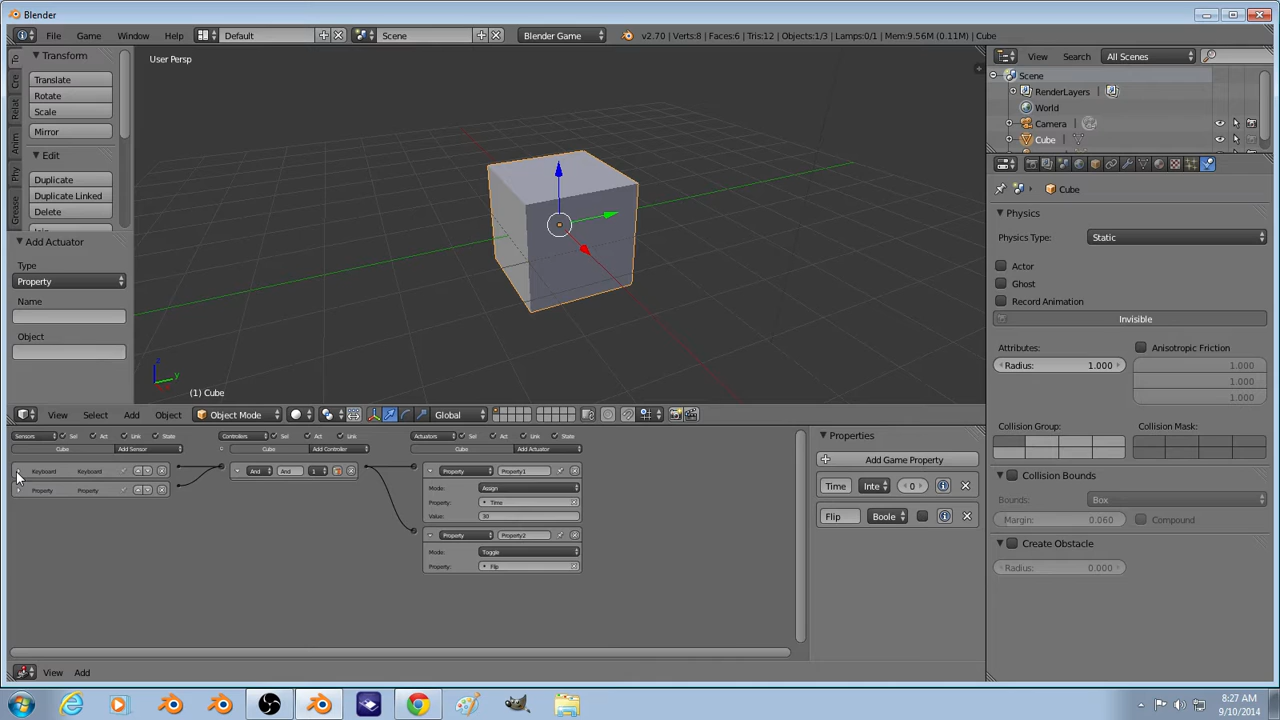 Blender
File Game Window Help Default Scene Blender Game v2.70 | Verts:8 | Faces:6 | Tris:12 | Objects:1/3 | Lamps:0/1 | Mem:9.56M (0.11M) | Cube
Transform
Translate
Rotate
Scale
Mirror
Edit
Duplicate
Duplicate Linked
Delete
To
Cre
Relat
Anim
Phy
Grease
Add Actuator
Type
Property
Name
Object
User Persp
z
y
(1) Cube
View Select Add Object Object Mode Global
View Search All Scenes
Scene
RenderLayers
World
Camera
Cube
Cube
Physics
Physics Type: Static
Actor
Ghost
Record Animation
Invisible
Attributes: Anisotropic Friction
Radius: 1.000 1.000
1.000
1.000
Collision Group: Collision Mask:
Collision Bounds
Bounds: Box
Margin: 0.060 Compound
Create Obstacle
Radius: 0.000
Sensors Sel Act Link State Controllers Sel Act Link Actuators Sel Act Link State
Cube Add Sensor Cube Add Controller Cube Add Actuator
Keyboard Keyboard And And 1 Property Property1
Property Property Mode: Assign
Property: Time
Value: 30
Property Property2
Mode: Toggle
Property: Flip
Properties
Add Game Property
Time Inte 0
Flip Boole
View Add
8:27 AM
9/10/2014